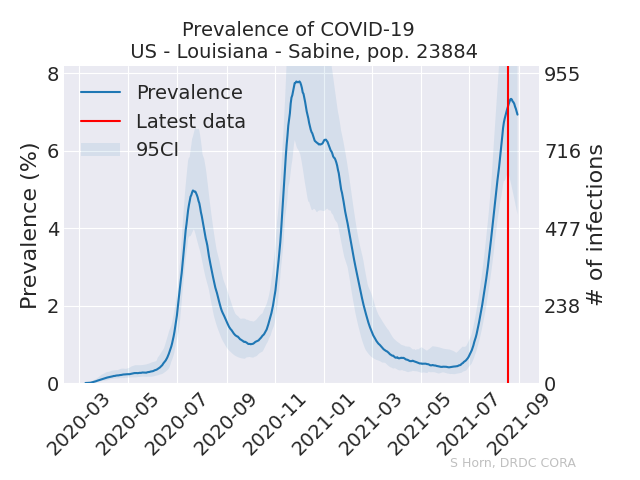 Prevalence of COVID-19
US - Louisiana - Sabine, pop. 23884
Prevalence
Latest data
95CI
Prevalence (%)
8
6
4
2
0
955
716
477
238
0
# of infections
2020-03
2020-05
2020-07
2020-09
2020-11
2021-01
2021-03
2021-05
2021-07
2021-09
S Horn, DRDC CORA